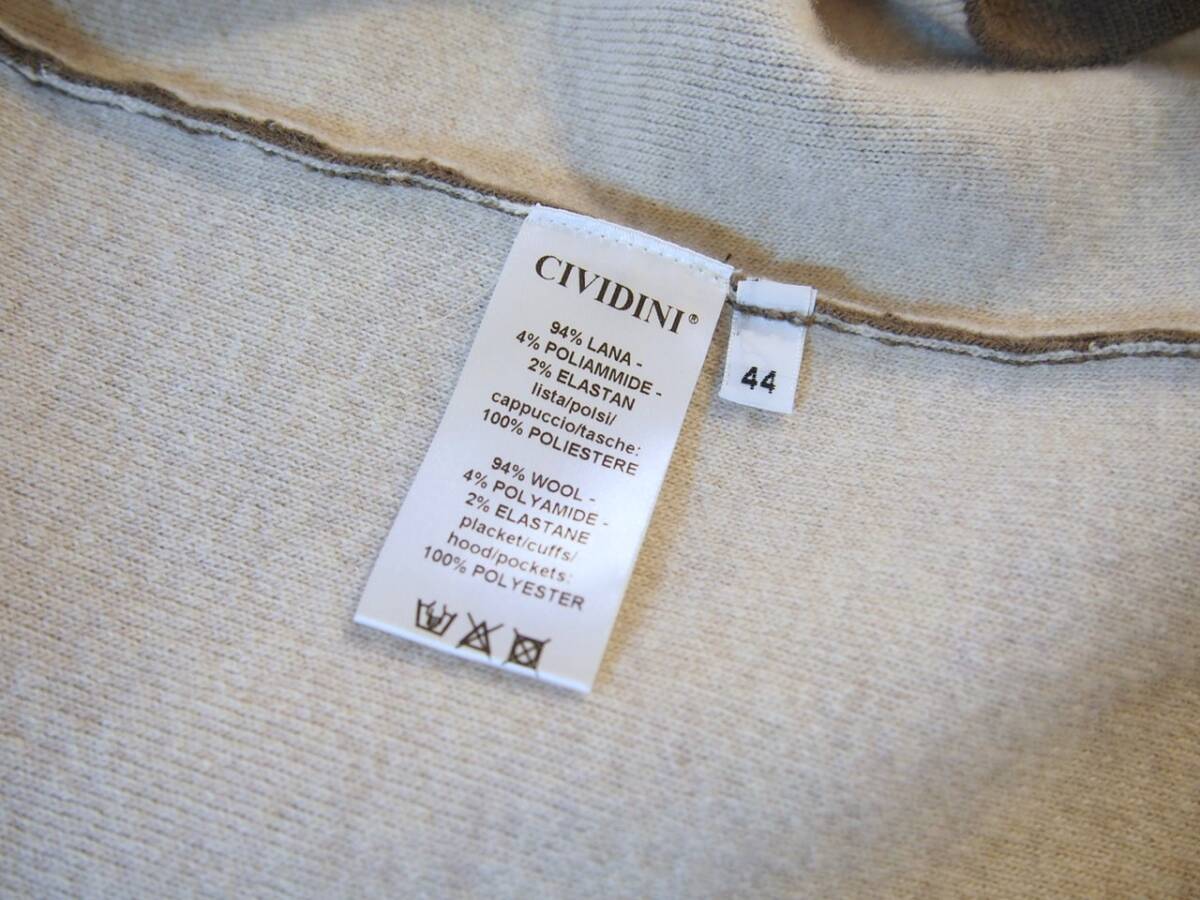 CIVIDINI®
94% LANA -
4% POLIAMMIDE -
2% ELASTAN
lista/polsi/
cappuccio/tasche:
100% POLIESTERE
94% WOOL -
4% POLYAMIDE -
2% ELASTANE
placket/cuffs/
hood/pockets:
100% POLYESTER
44